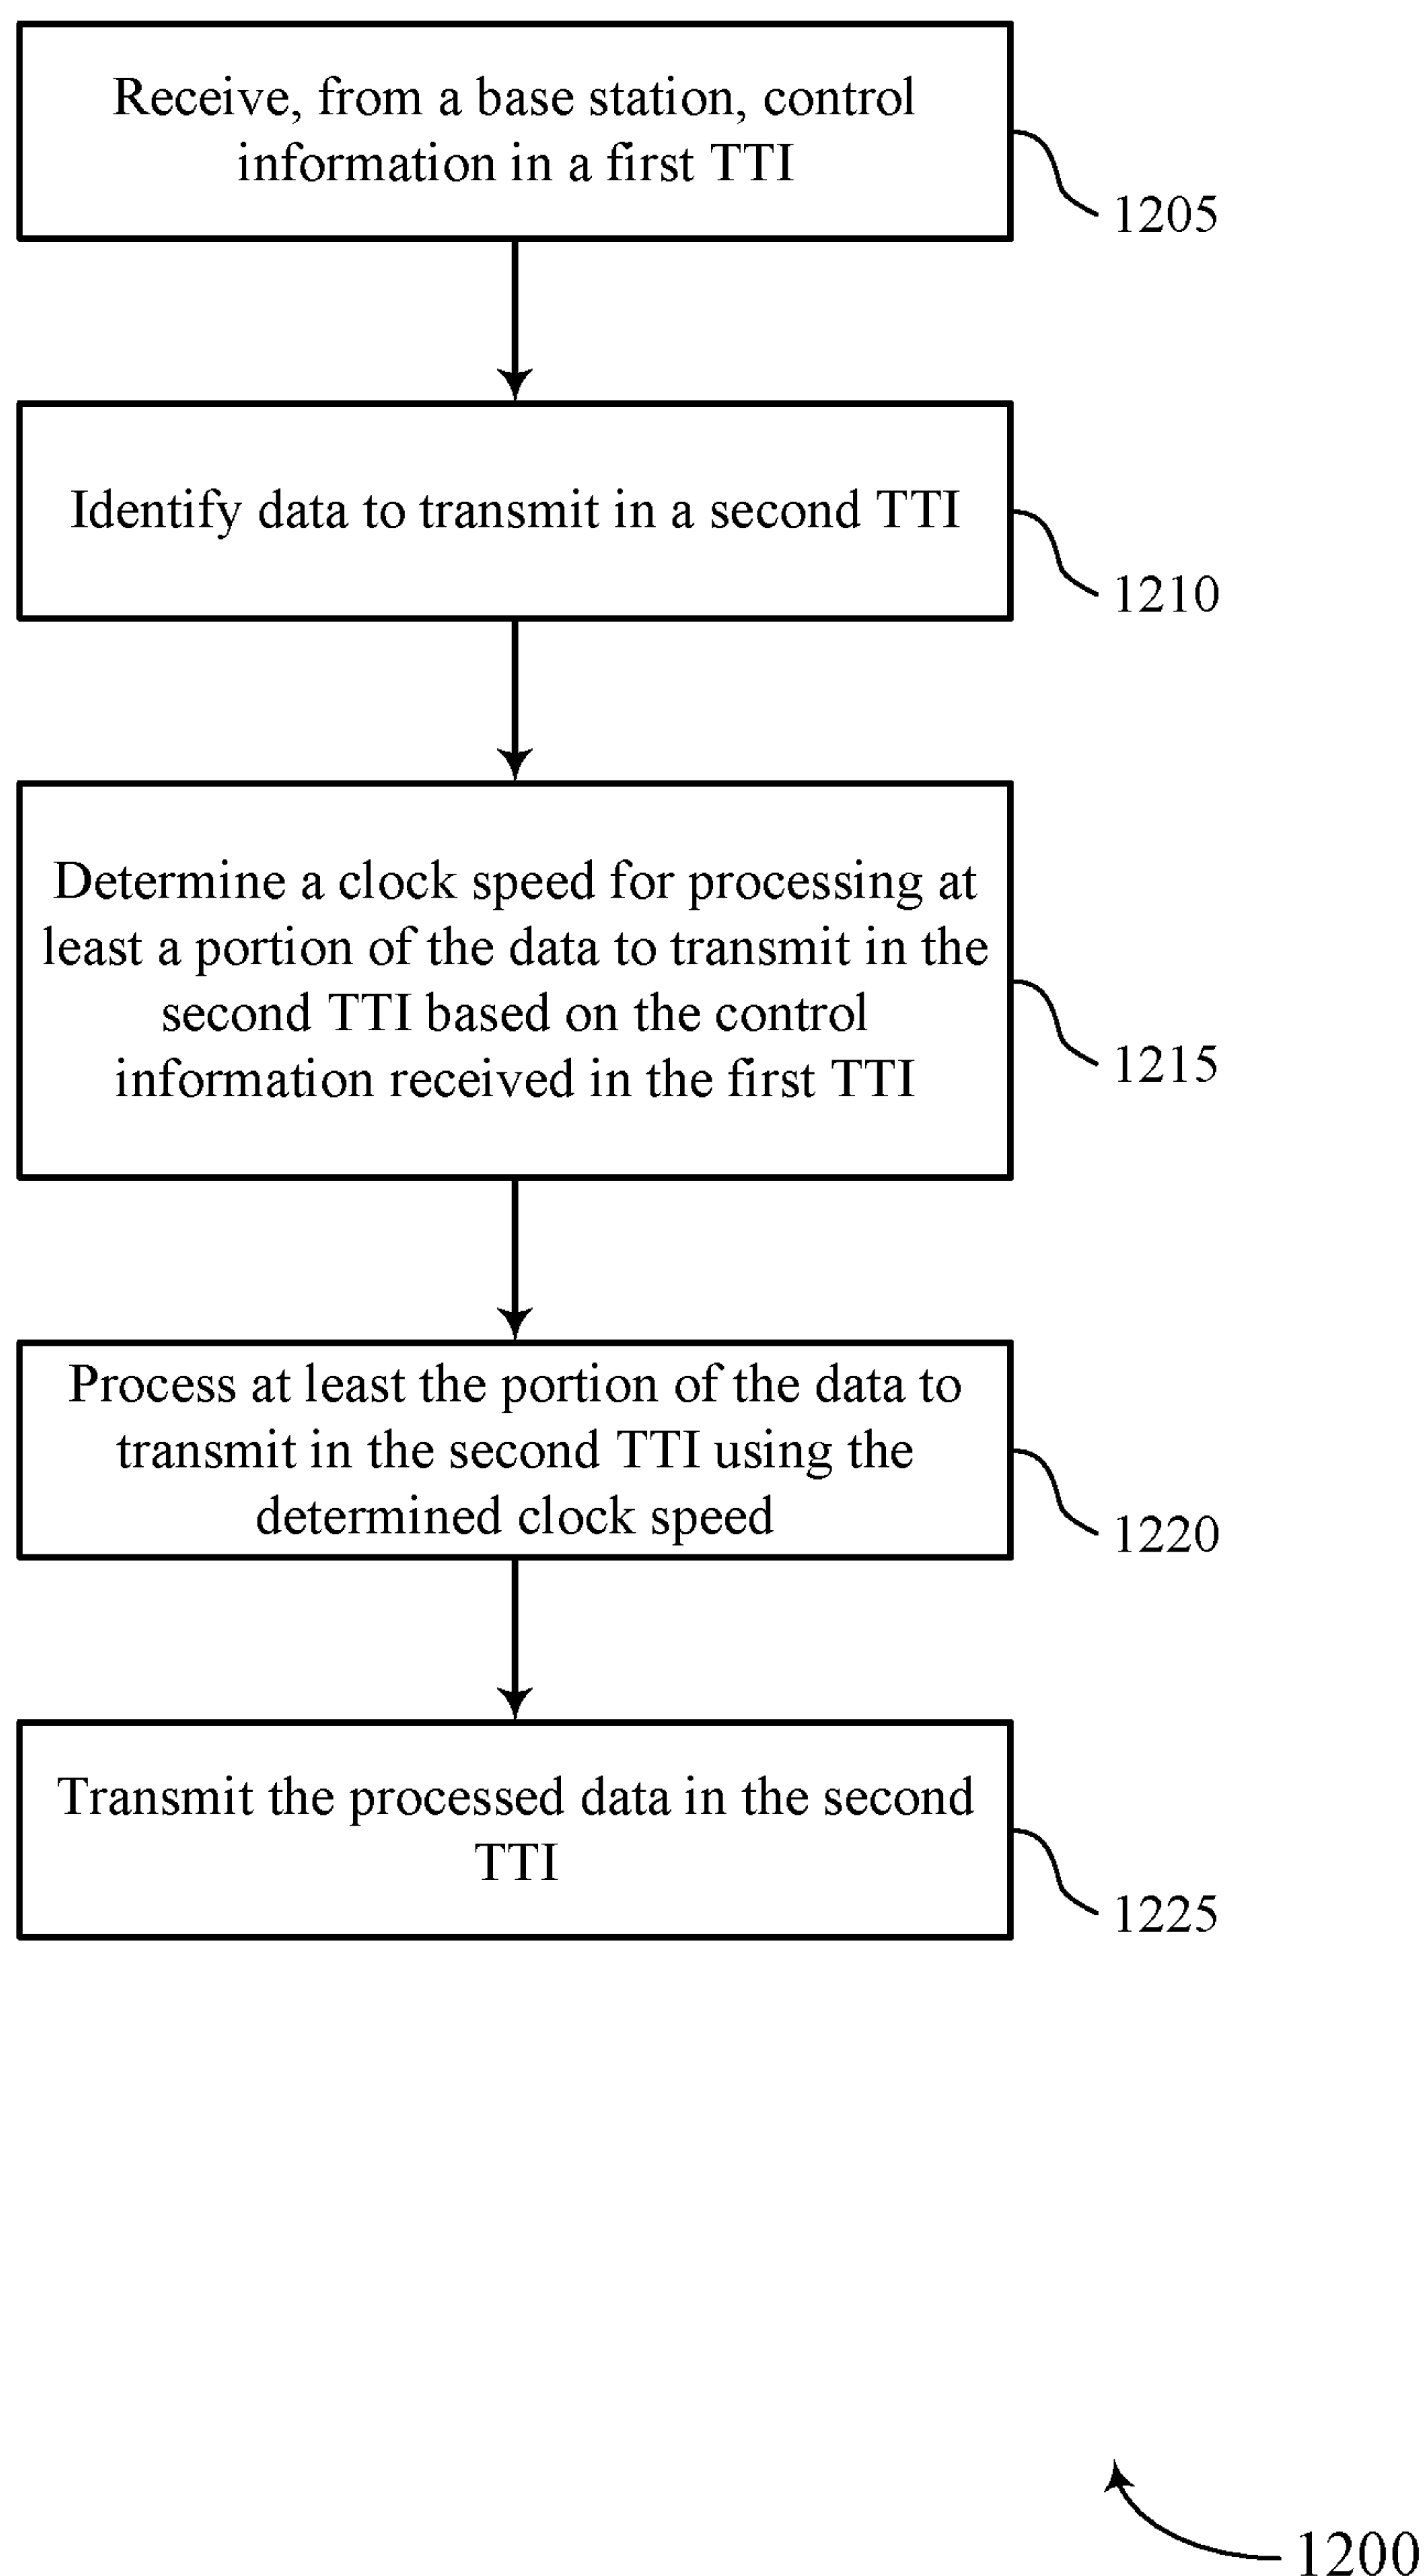 Receive, from a base station, control
information in a first TTI
1205
Identify data to transmit in a second TTI
1210
Determine a clock speed for processing at
least a portion of the data to transmit in the
second TTI based on the control
information received in the first TTI
1215
Process at least the portion of the data to
transmit in the second TTI using the
determined clock speed
1220
Transmit the processed data in the second
TTI
1225
1200